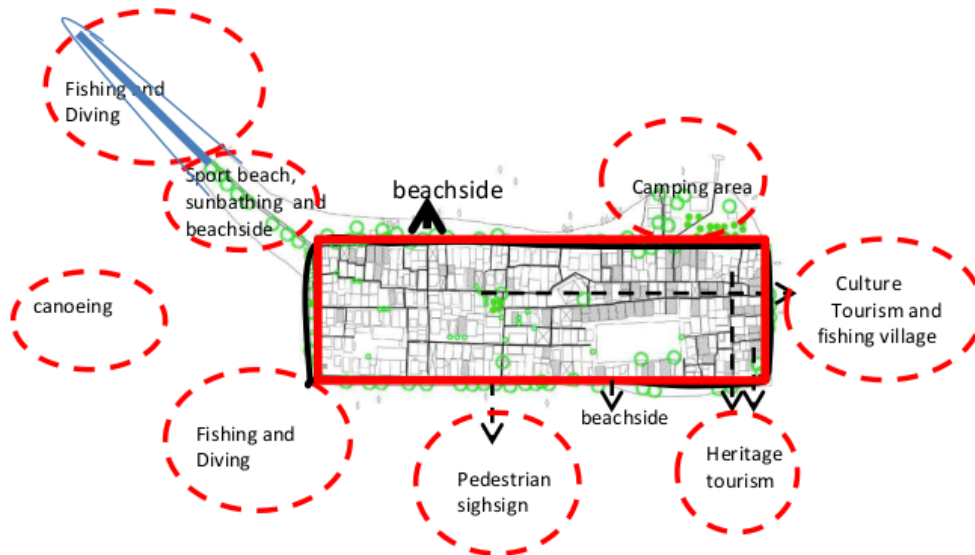 Fishing and
Diving
Sport beach,
sunbathing and
beachside
beachside
Camping area
canoeing
Culture
Tourism and
fishing village
Fishing and
Diving
beachside
Pedestrian
sighsign
Heritage
tourism